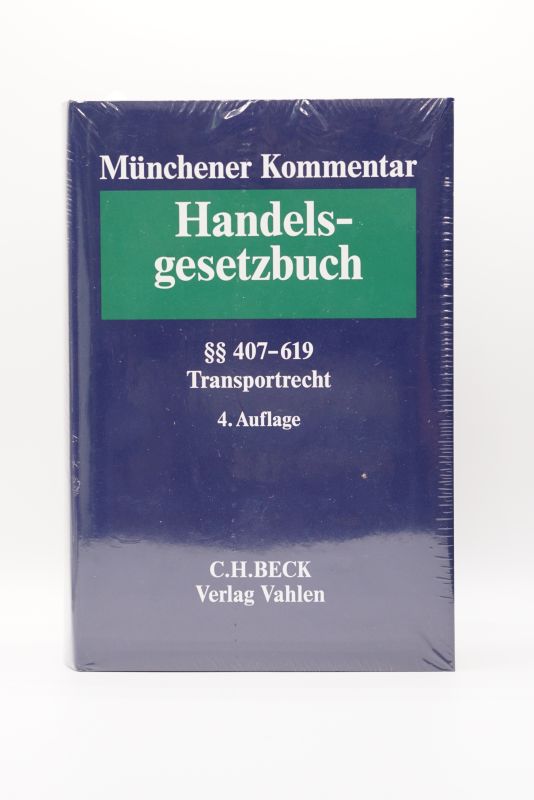 Münchener Kommentar
Handels-
gesetzbuch
§§ 407–619
Transportrecht
4. Auflage
C.H.BECK
Verlag Vahlen